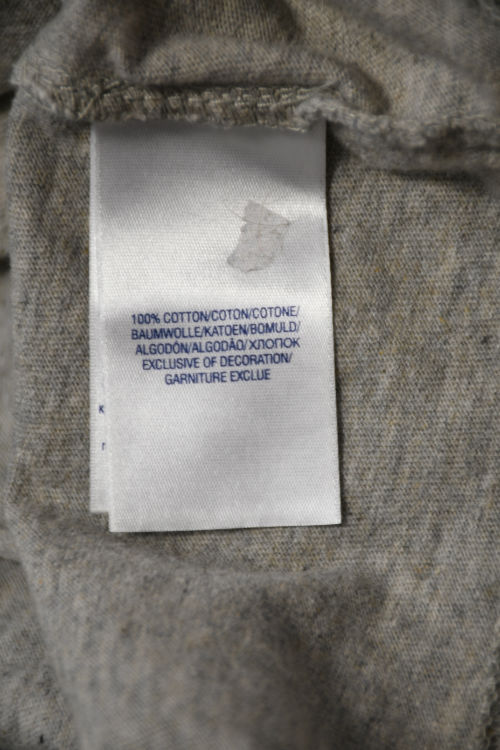 100% COTTON/COTON/COTONE/
BAUMWOLLE/KATOEN/BOMULD/
ALGODÓN/ALGODÃO/ХЛОПОК
EXCLUSIVE OF DECORATION/
GARNITURE EXCLUE
K